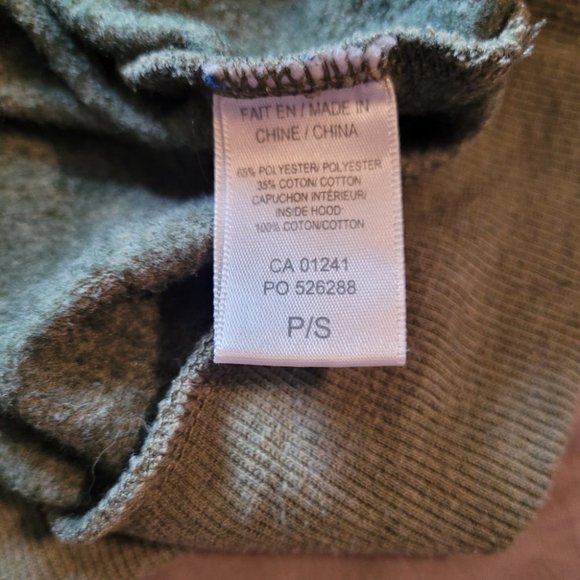 FAIT EN / MADE IN
CHINE / CHINA
65% POLYESTER/ POLYESTER
35% COTON/ COTTON
CAPUCHON INTÉRIEUR/
INSIDE HOOD
100% COTON/COTTON
CA 01241
PO 526288
P/S